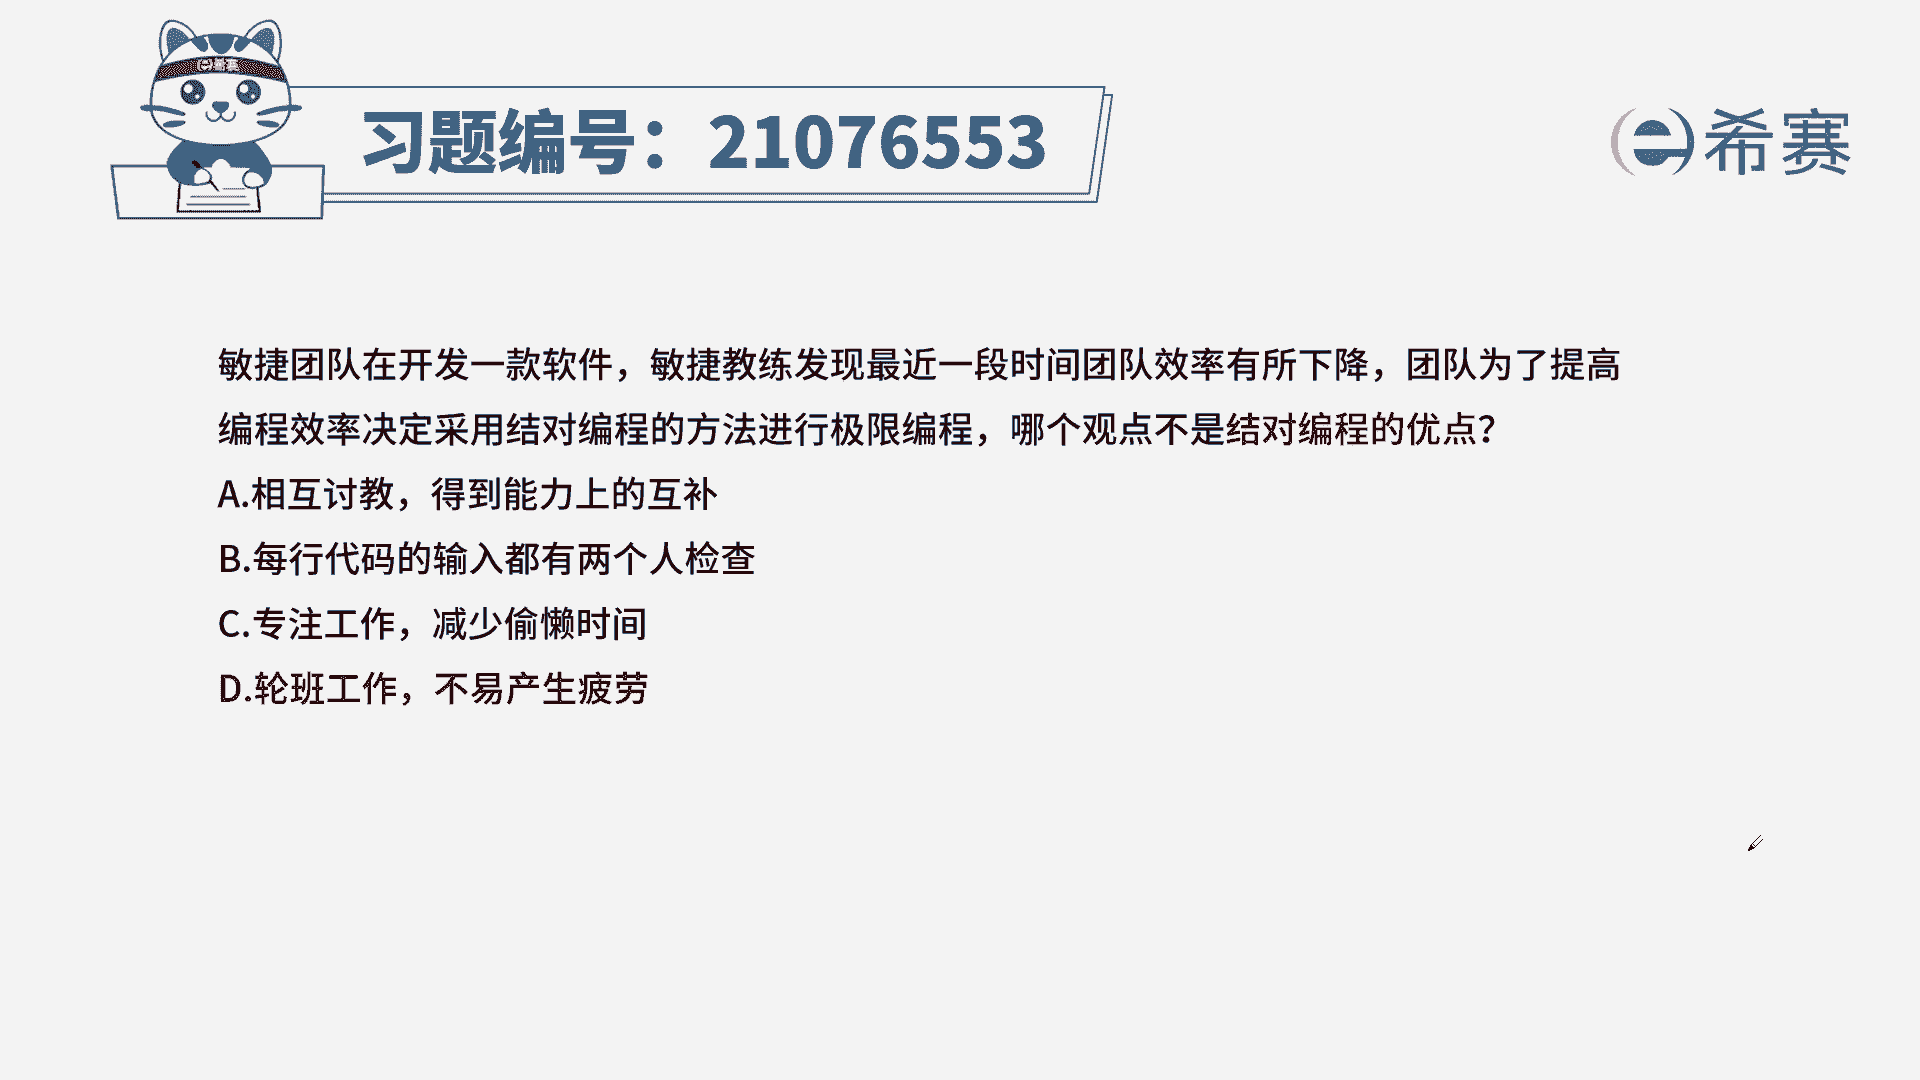 希赛
习题编号：21076553
希赛
敏捷团队在开发一款软件，敏捷教练发现最近一段时间团队效率有所下降，团队为了提高
编程效率决定采用结对编程的方法进行极限编程，哪个观点不是结对编程的优点？
A.相互讨教，得到能力上的互补
B.每行代码的输入都有两个人检查
C.专注工作，减少偷懒时间
D.轮班工作，不易产生疲劳